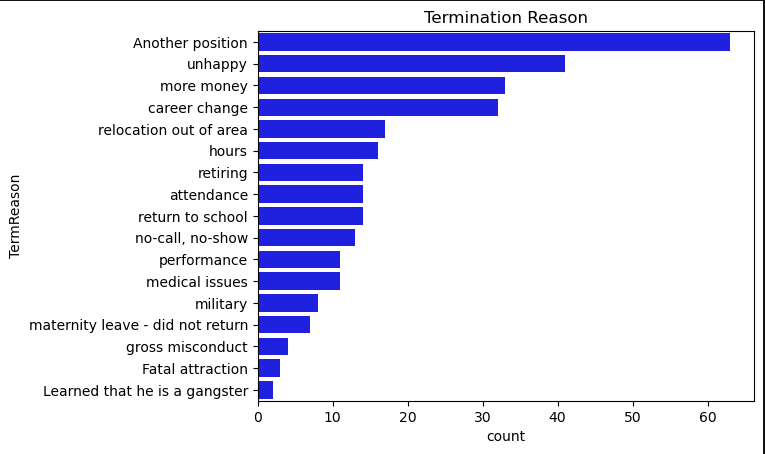 Termination Reason
Another position
unhappy
more money
career change
relocation out of area
hours
retiring
attendance
return to school
no-call, no-show
performance
medical issues
military
maternity leave - did not return
gross misconduct
Fatal attraction
Learned that he is a gangster
TermReason
0 10 20 30 40 50 60
count